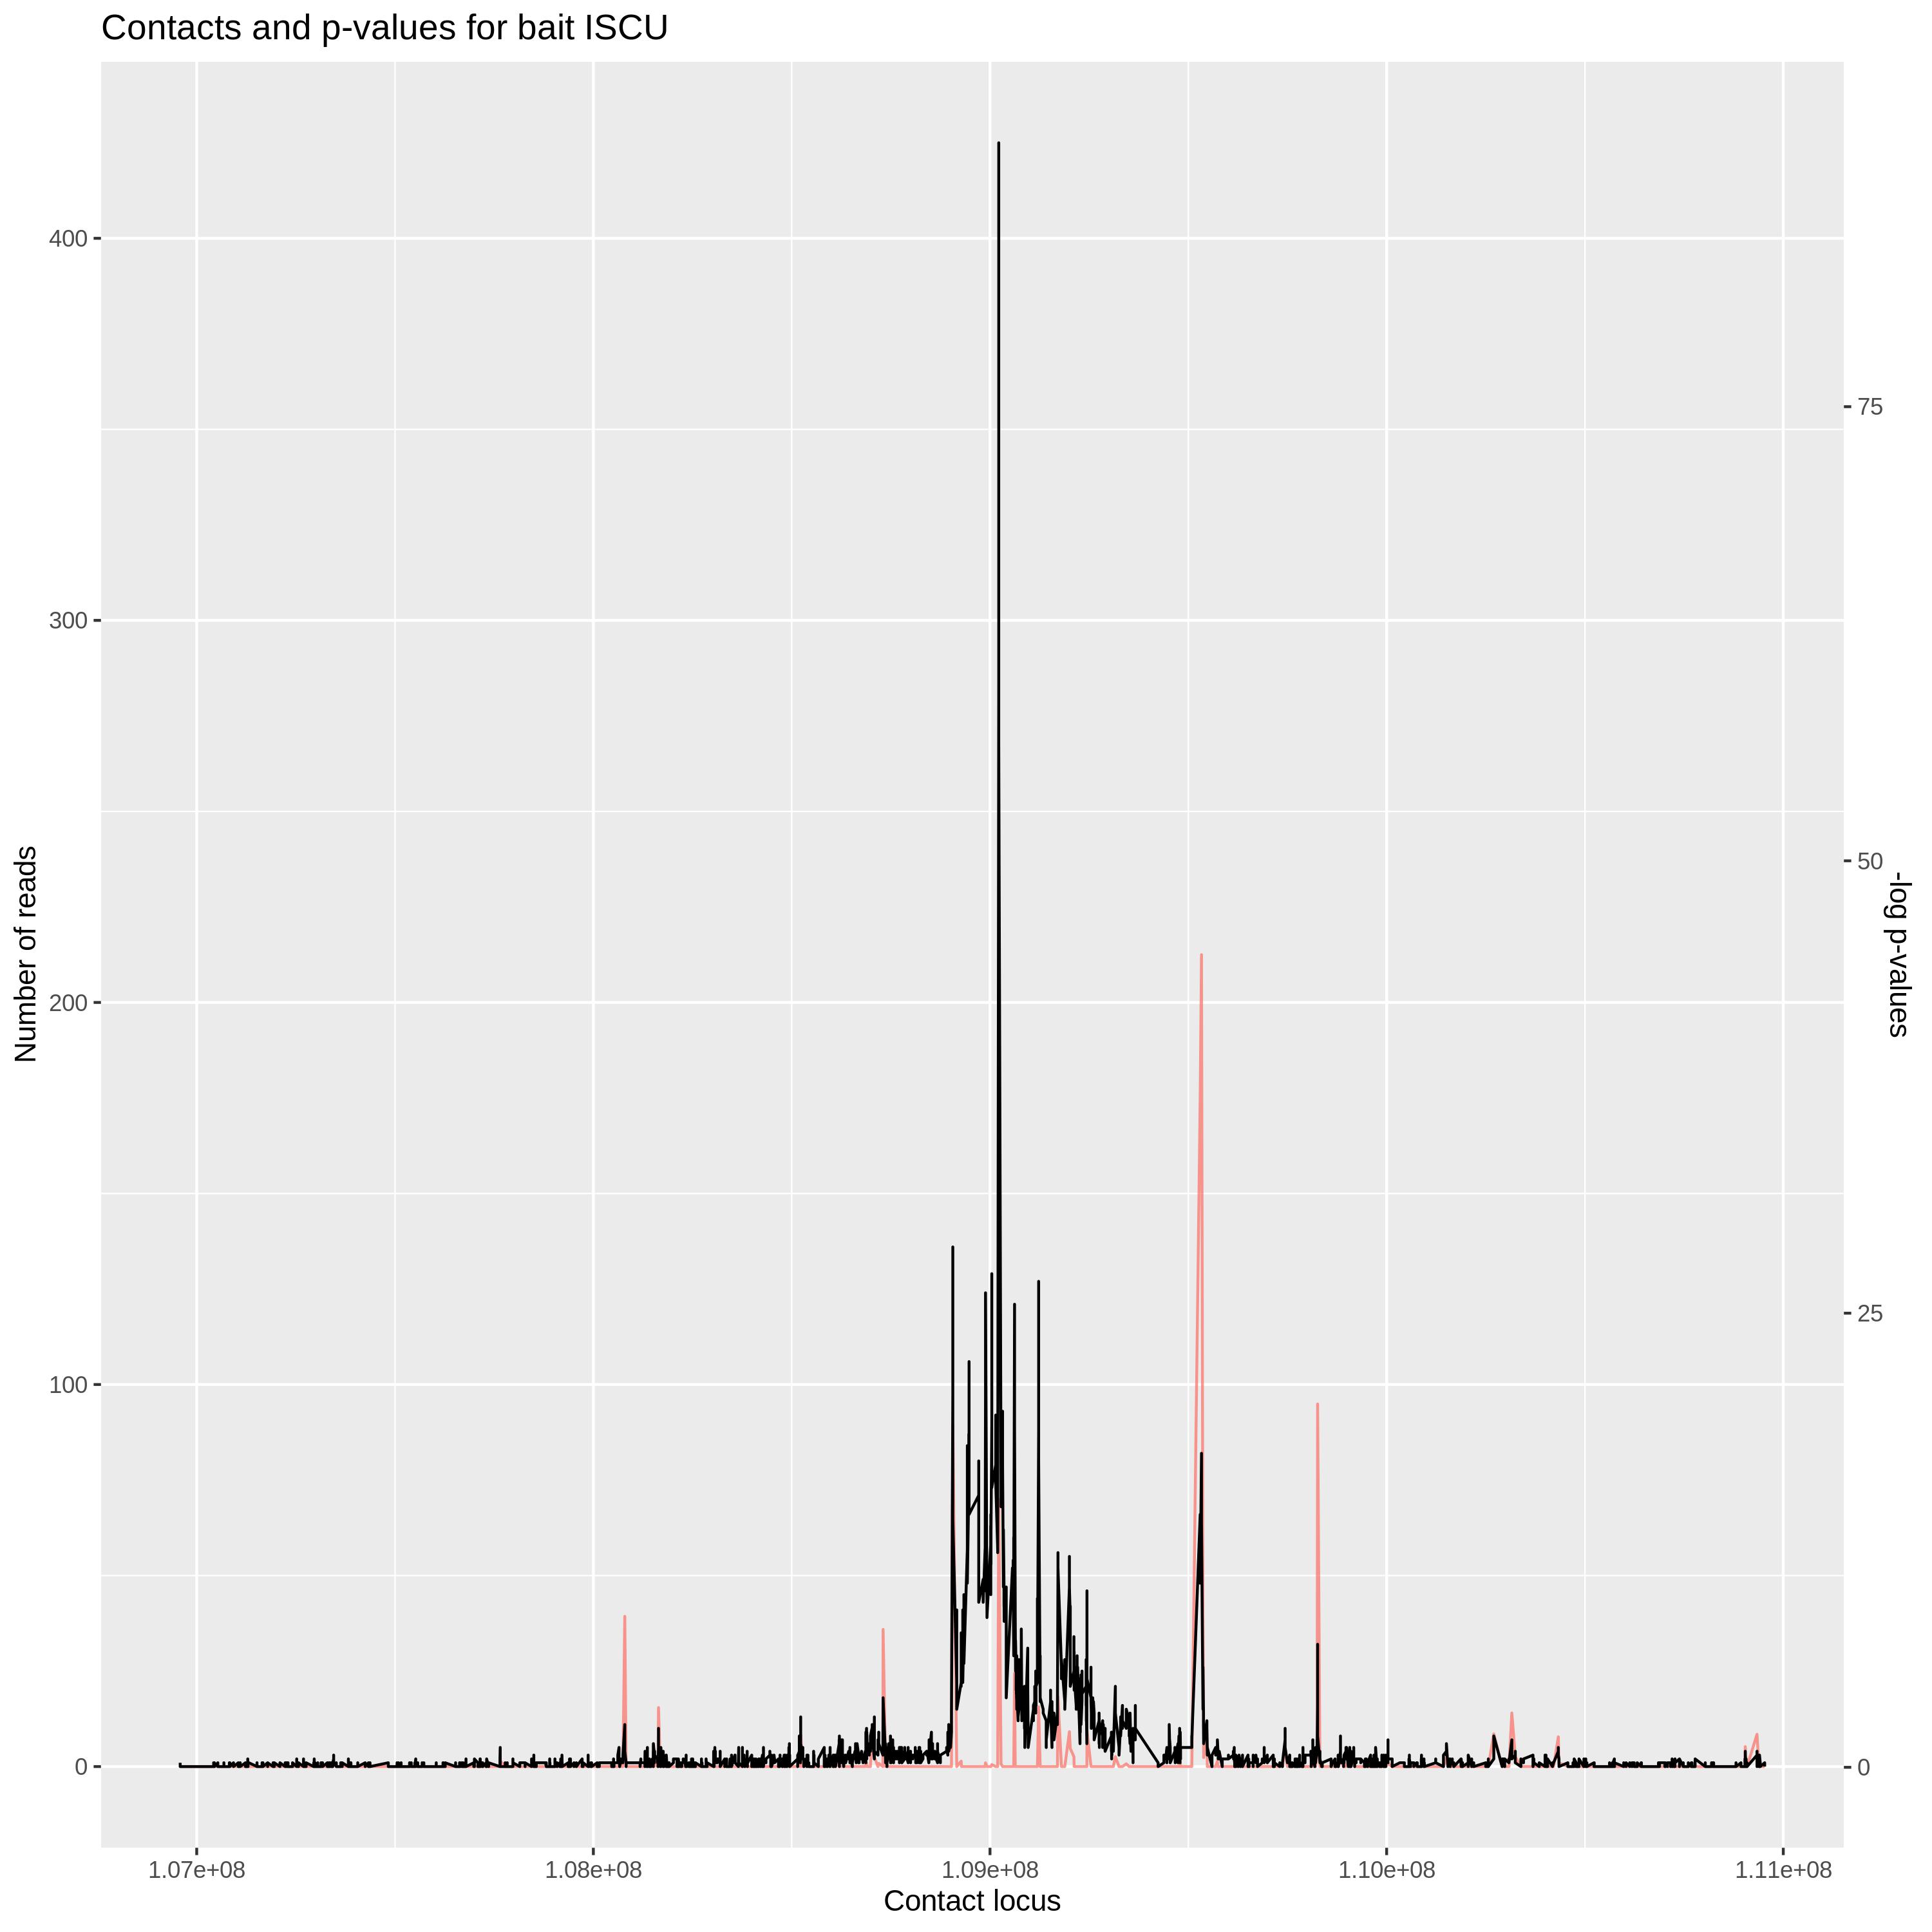 Contacts and p-values for bait ISCU
400
300
200
100
0
Number of reads
75
50
25
0
-log p-values
1.07e+08
1.08e+08
1.09e+08
1.10e+08
1.11e+08
Contact locus